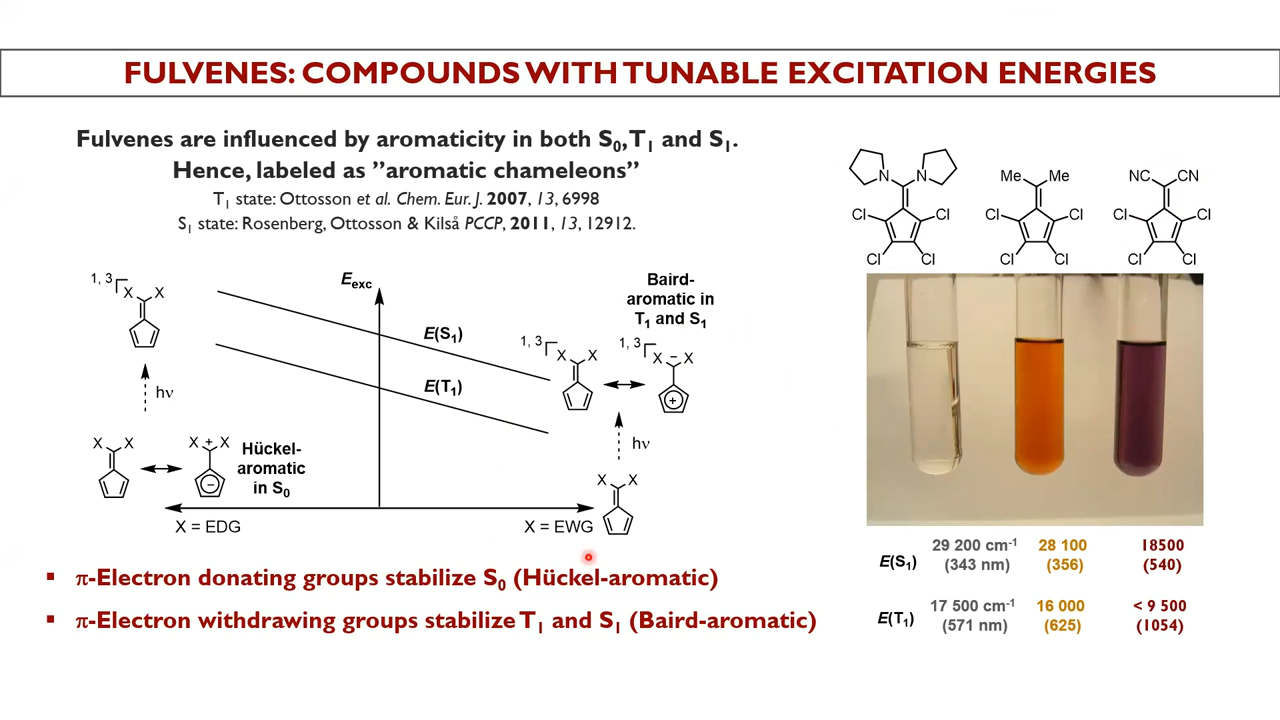 FULVENES: COMPOUNDS WITH TUNABLE EXCITATION ENERGIES
Fulvenes are influenced by aromaticity in both S₀, T₁ and S₁.
Hence, labeled as ”aromatic chameleons”
T₁ state: Ottosson et al. Chem. Eur. J. 2007, 13, 6998
S₁ state: Rosenberg, Ottosson & Kilså PCCP, 2011, 13, 12912.
1, 3
X X
hν
X X
X + X
−
Hückel-
aromatic
in S₀
X = EDG
Eexc
E(S₁)
E(T₁)
Baird-
aromatic in
T₁ and S₁
1, 3
X X
1, 3
X − X
+
hν
X X
X = EWG
▪ π-Electron donating groups stabilize S₀ (Hückel-aromatic)
▪ π-Electron withdrawing groups stabilize T₁ and S₁ (Baird-aromatic)
N N
Cl Cl
Cl Cl
Me Me
Cl Cl
Cl Cl
NC CN
Cl Cl
Cl Cl
E(S₁)
29 200 cm⁻¹ 28 100 18500
(343 nm) (356) (540)
E(T₁)
17 500 cm⁻¹ 16 000 < 9 500
(571 nm) (625) (1054)